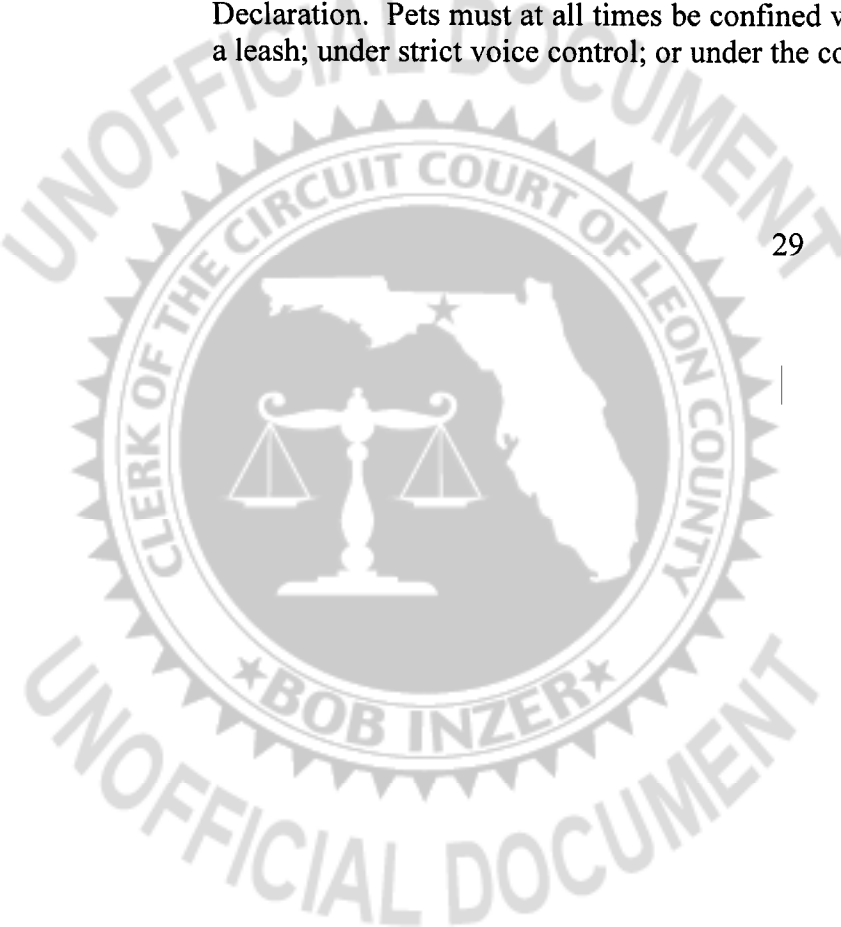 Declaration. Pets must at all times be confined
a leash; under strict voice control; or under the
UNOFFICIAL DOCUMENT
CLERK OF THE CIRCUIT COURT OF LEON COUNTY
29
★BOB INZER★
UNOFFICIAL DOCUMENT